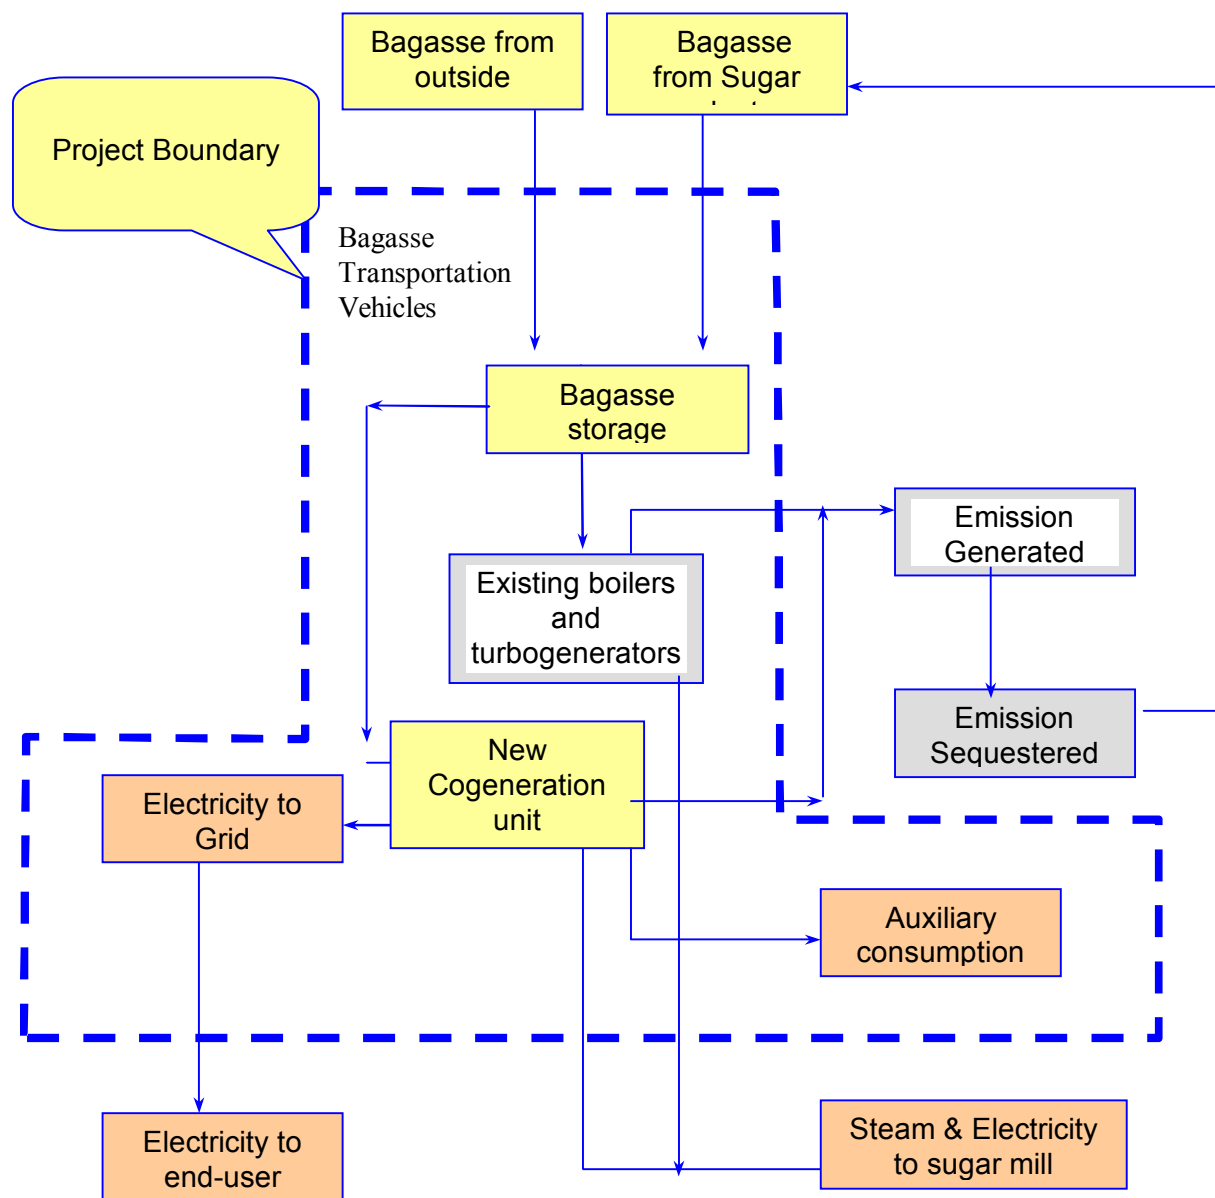 Bagasse from
outside
Bagasse
from Sugar
Project Boundary
Bagasse
Transportation
Vehicles
Bagasse
storage
Emission
Generated
Existing boilers
and
turbogenerators
Emission
Sequestered
New
Cogeneration
unit
Electricity to
Grid
Auxiliary
consumption
Steam & Electricity
to sugar mill
Electricity to
end-user